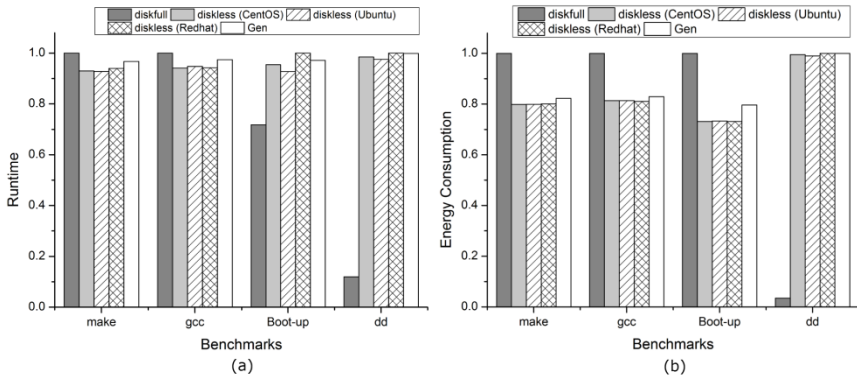 diskfull diskless (CentOS) diskless (Ubuntu)
diskless (Redhat) Gen
1.0
0.8
0.6
0.4
0.2
0.0
Runtime
make gcc Boot-up dd
Benchmarks
(a)
diskfull diskless (CentOS) diskless (Ubuntu)
diskless (Redhat) Gen
1.0
0.8
0.6
0.4
0.2
0.0
Energy Consumption
make gcc Boot-up dd
Benchmarks
(b)